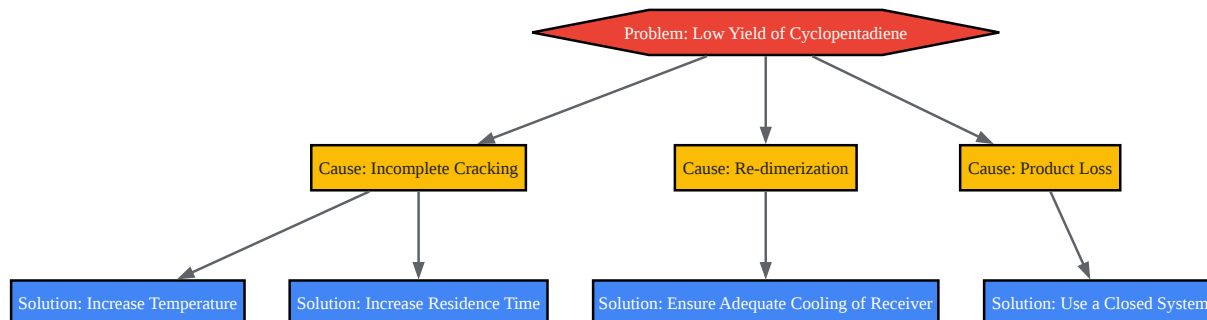 Problem: Low Yield of Cyclopentadiene
Cause: Incomplete Cracking
Cause: Re-dimerization
Cause: Product Loss
Solution: Increase Temperature
Solution: Increase Residence Time
Solution: Ensure Adequate Cooling of Receiver
Solution: Use a Closed System